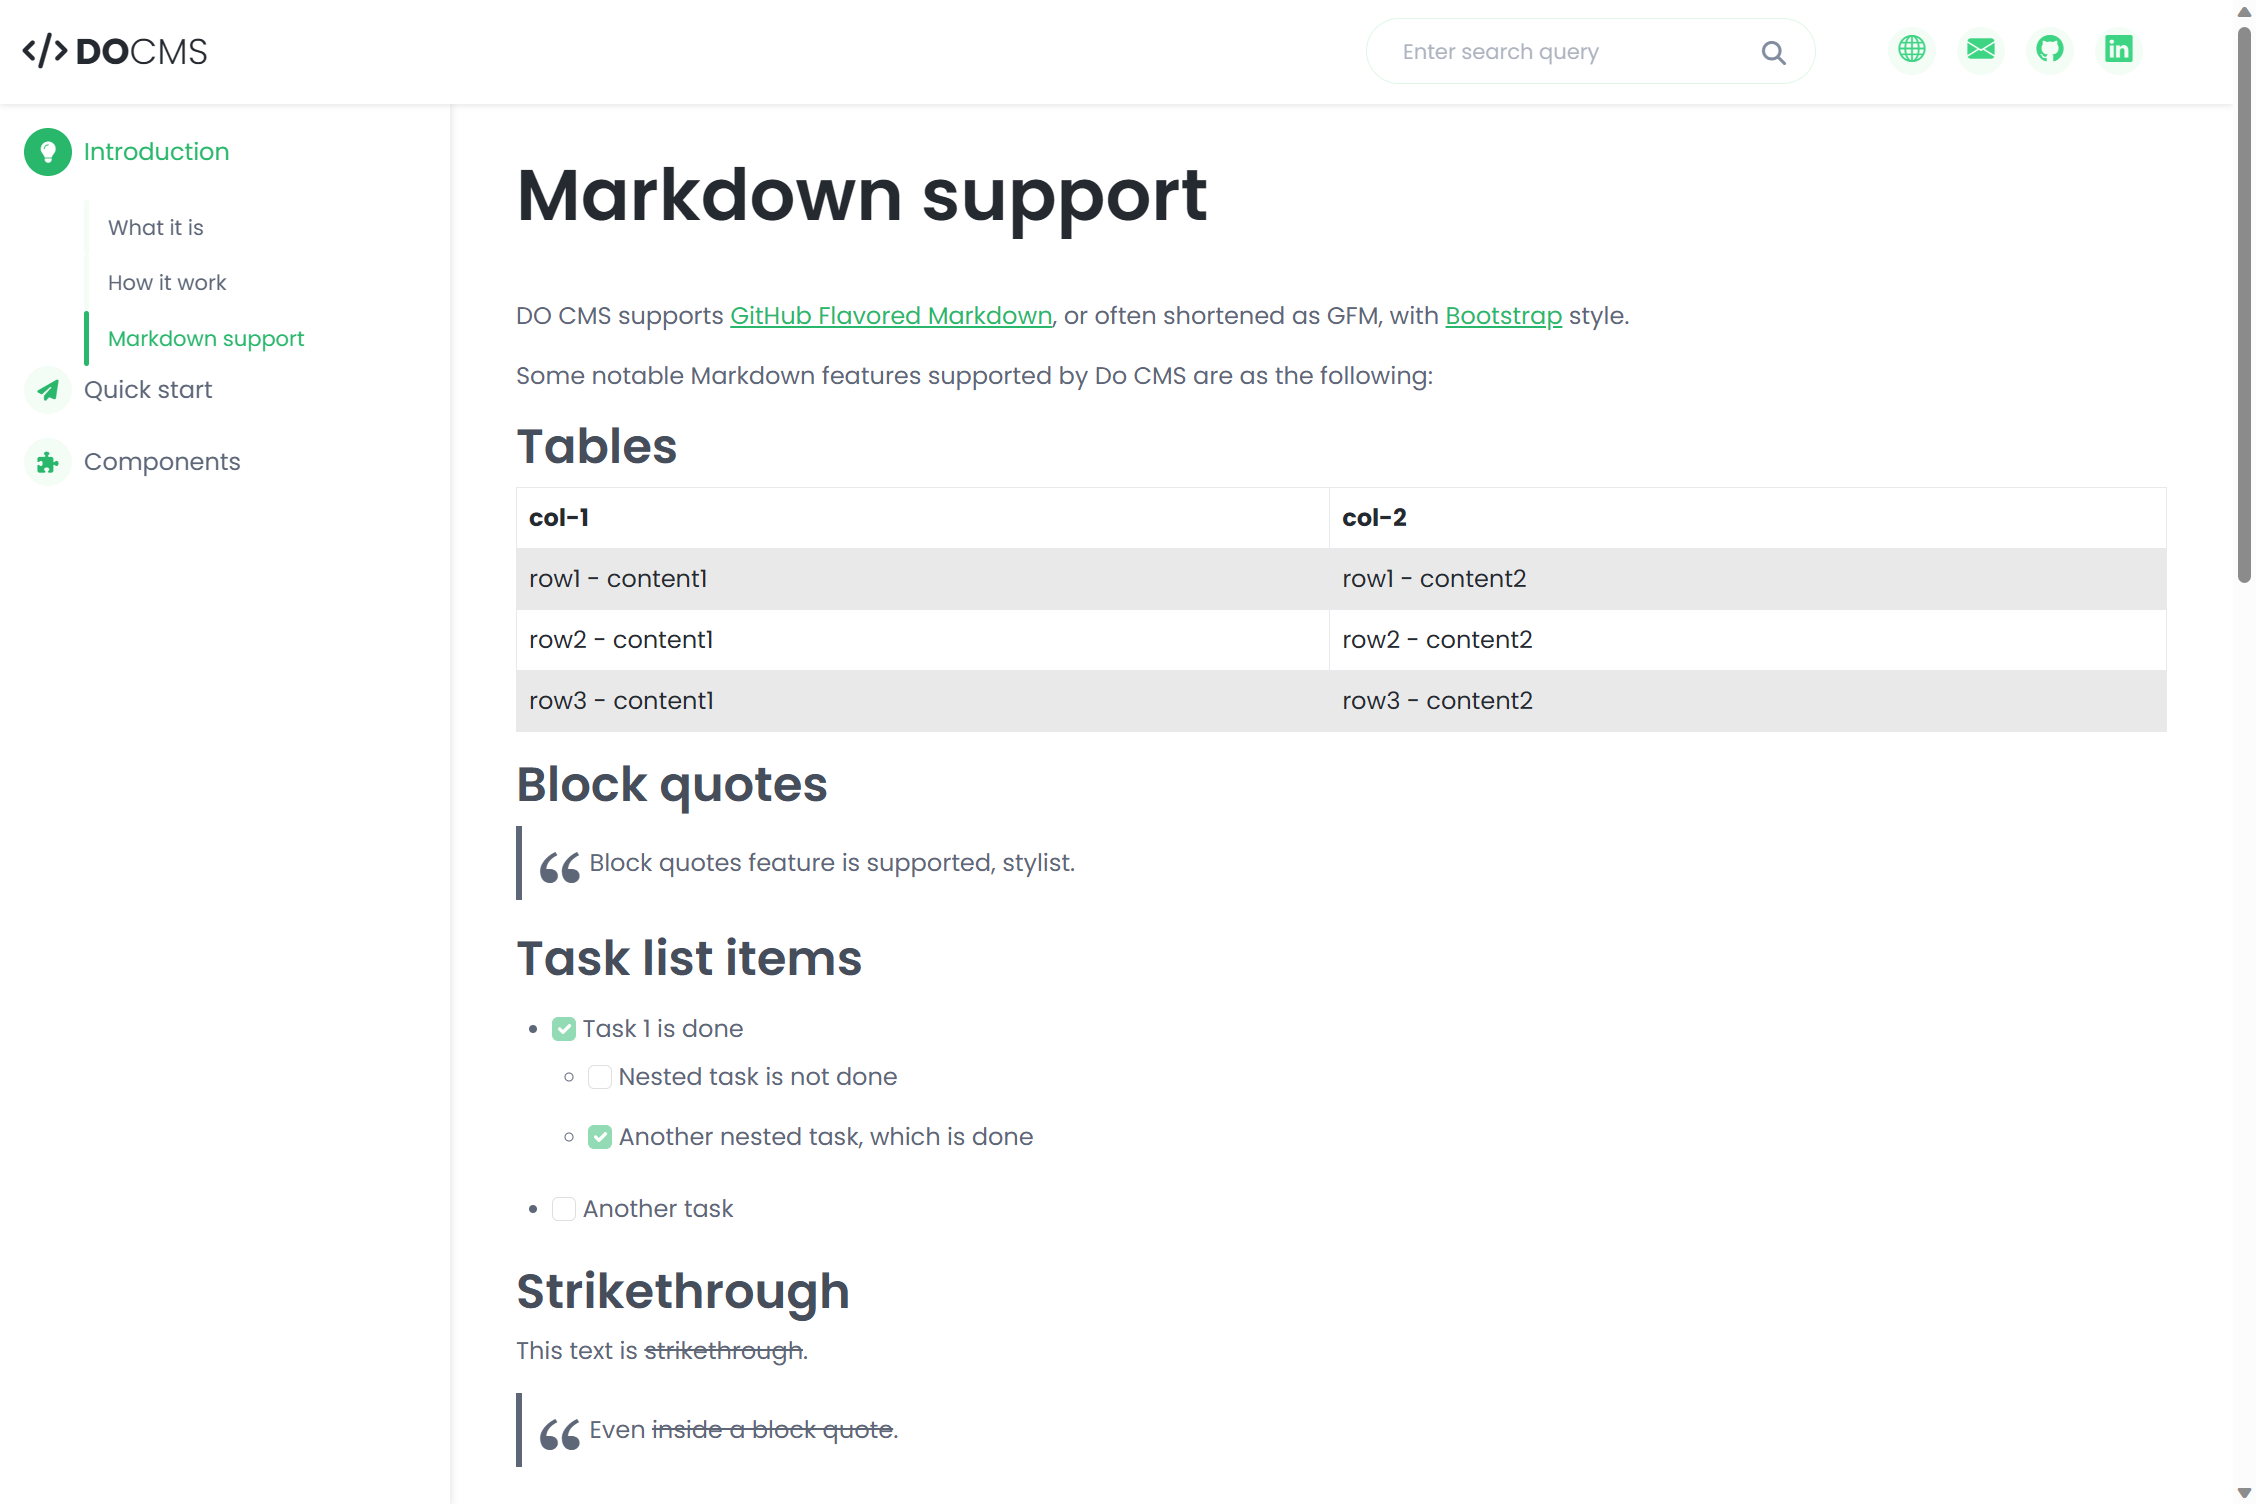 </> DOCMS
Enter search query
Introduction
What it is
How it work
Markdown support
Quick start
Components
Markdown support
DO CMS supports GitHub Flavored Markdown, or often shortened as GFM, with Bootstrap style.
Some notable Markdown features supported by Do CMS are as the following:
Tables
col-1 col-2
row1 - content1 row1 - content2
row2 - content1 row2 - content2
row3 - content1 row3 - content2
Block quotes
“ Block quotes feature is supported, stylist.
Task list items
Task 1 is done
Nested task is not done
Another nested task, which is done
Another task
Strikethrough
This text is strikethrough.
“ Even inside a block quote.